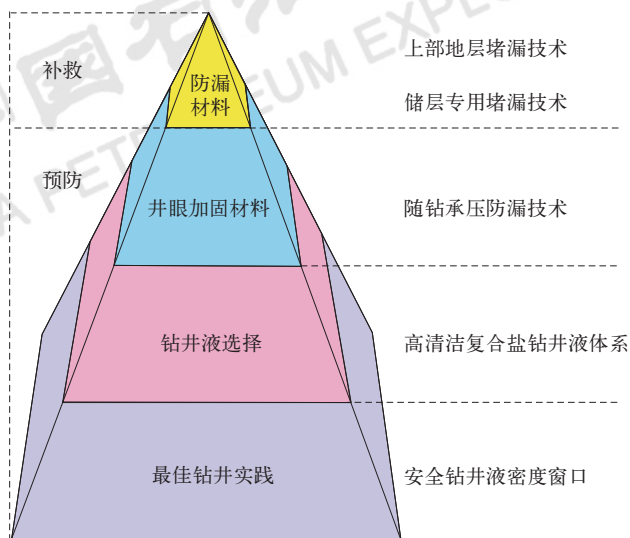 补救
防漏
材料
上部地层堵漏技术
储层专用堵漏技术
预防
井眼加固材料
随钻承压防漏技术
钻井液选择
高清洁复合盐钻井液体系
最佳钻井实践
安全钻井液密度窗口